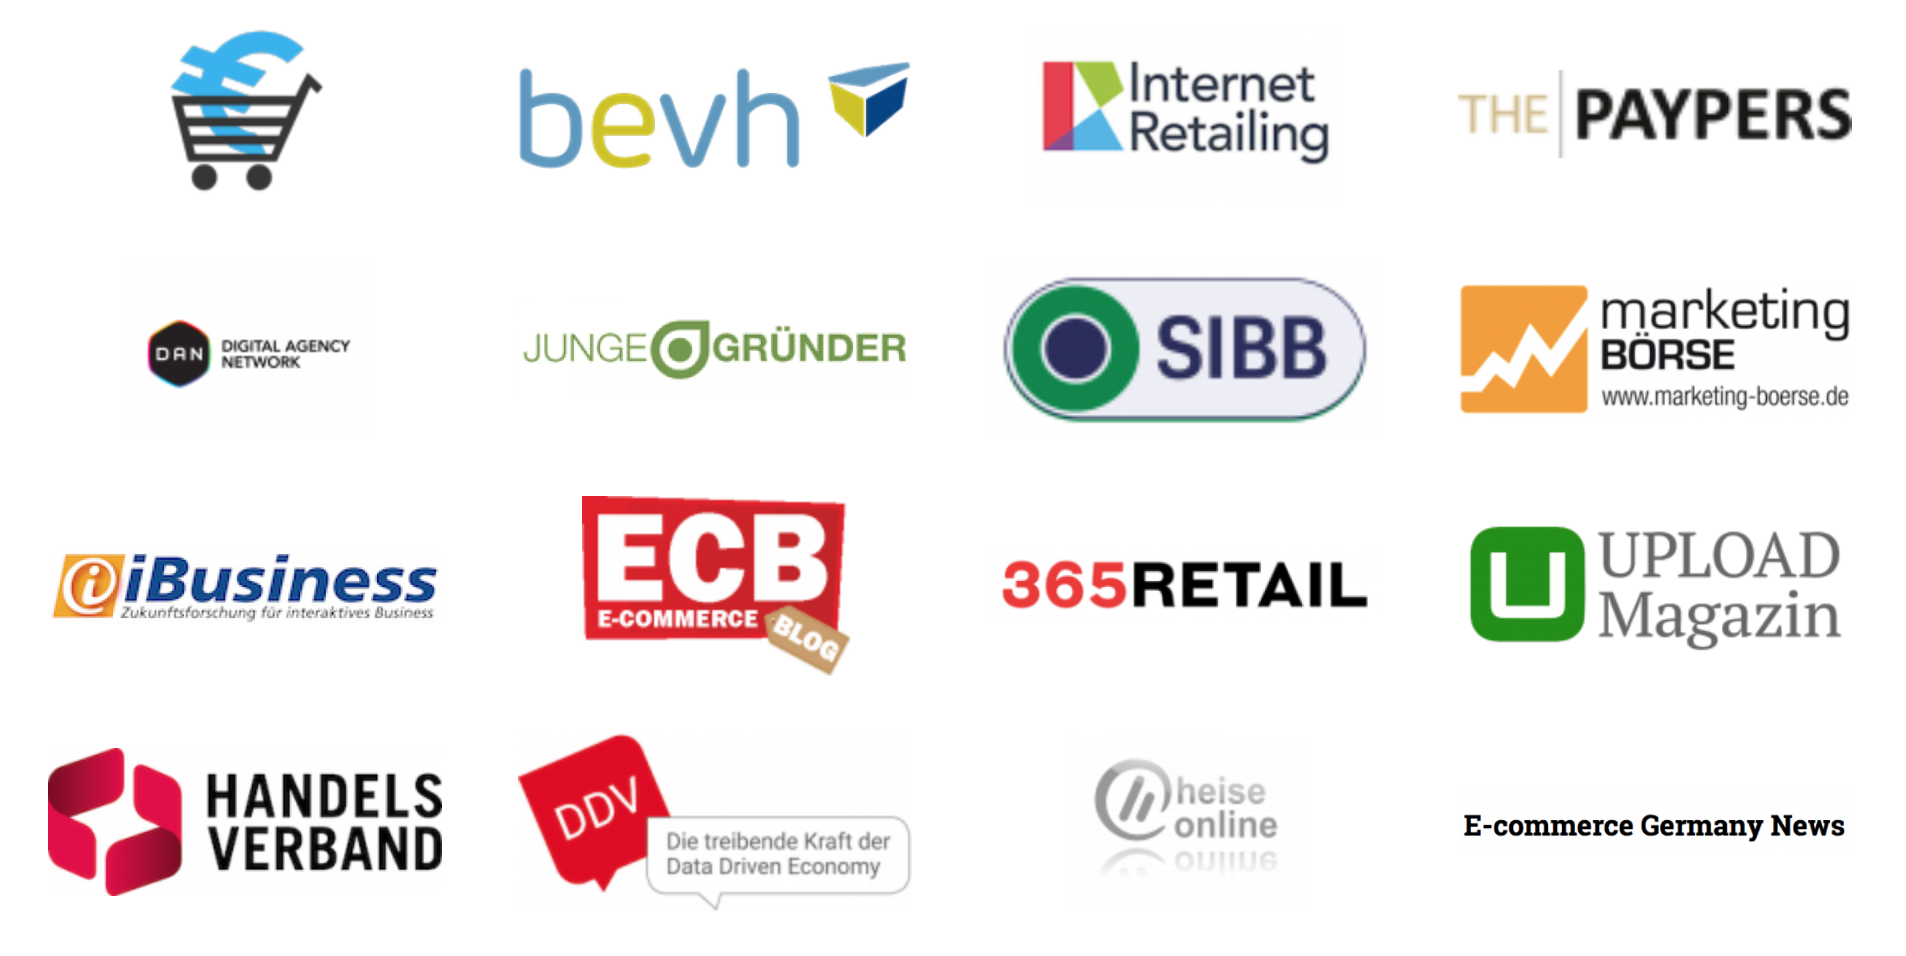 bevh
Internet
Retailing
THE PAYPERS
DAN
DIGITAL AGENCY
NETWORK
JUNGE GRÜNDER
SIBB
marketing
BÖRSE
www.marketing-boerse.de
i iBusiness
Zukunftsforschung für interaktives Business
ECB
E-COMMERCE
BLOG
365RETAIL
U UPLOAD
Magazin
HANDELS
VERBAND
DDV
Die treibende Kraft der
Data Driven Economy
heise
online
E-commerce Germany News